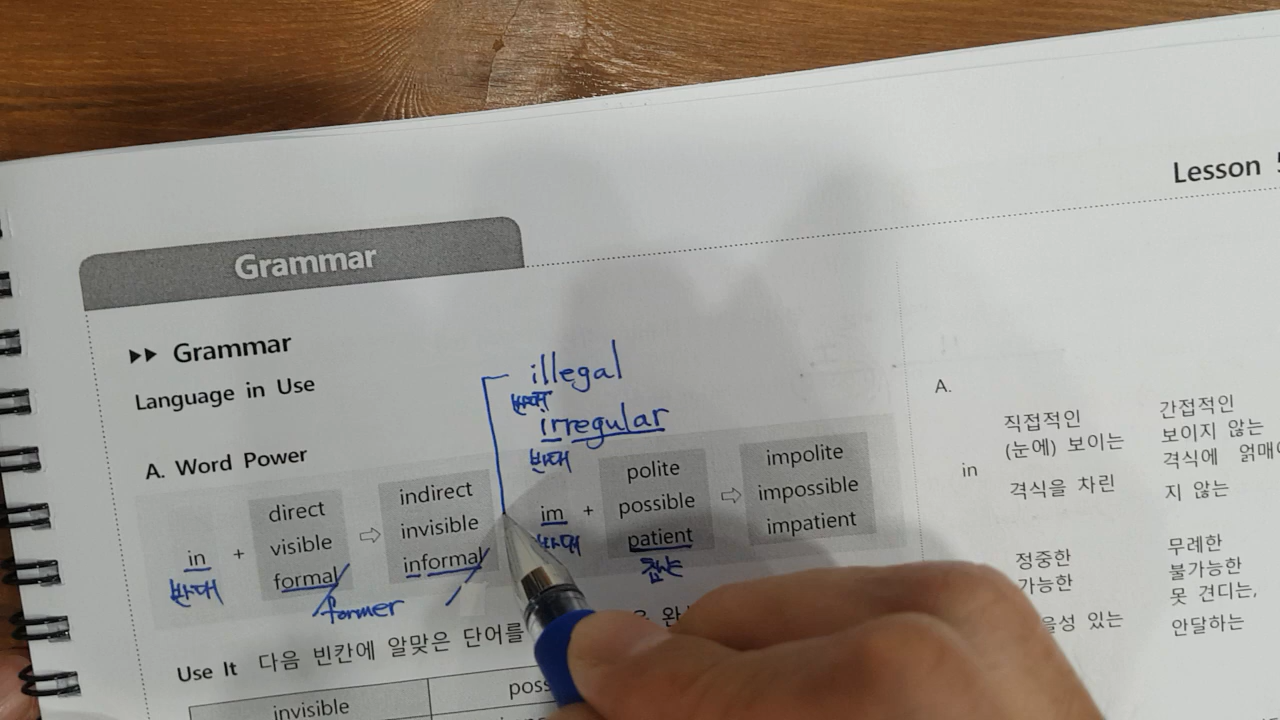 Lesson
Grammar
▶▶ Grammar
Language in Use
illegal
반대
irregular
반대
A. Word Power
in + direct ⇨ indirect
visible invisible
formal informal
반대
former
im + polite ⇨ impolite
possible impossible
patient impatient
반대
A.
직접적인 간접적인
(눈에) 보이는 보이지 않는
in 격식을 차린 격식에
지 않는
정중한 무례한
가능한 불가능한
있는 못 견디는,
안달하는
Use It 다음 빈칸에 알맞은 단어를
invisible